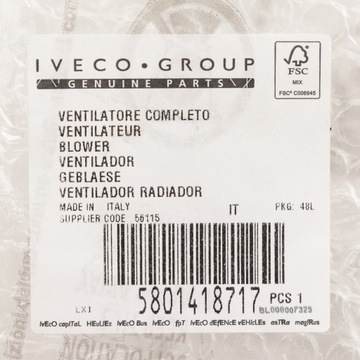 IVECO • GROUP
GENUINE PARTS
FSC
MIX
FSC® C006945
VENTILATORE COMPLETO
VENTILATEUR
BLOWER
VENTILADOR
GEBLAESE
VENTILADOR RADIADOR
MADE IN ITALY IT PKG: 48L
SUPPLIER CODE 56115
LXI 5801418717 PCS 1
BL000007325
IVECO CAPITAL HEULIEZ IVECO BUS IVECO FPT IVECO DEFENCE VEHICLES ASTRA MAGIRUS